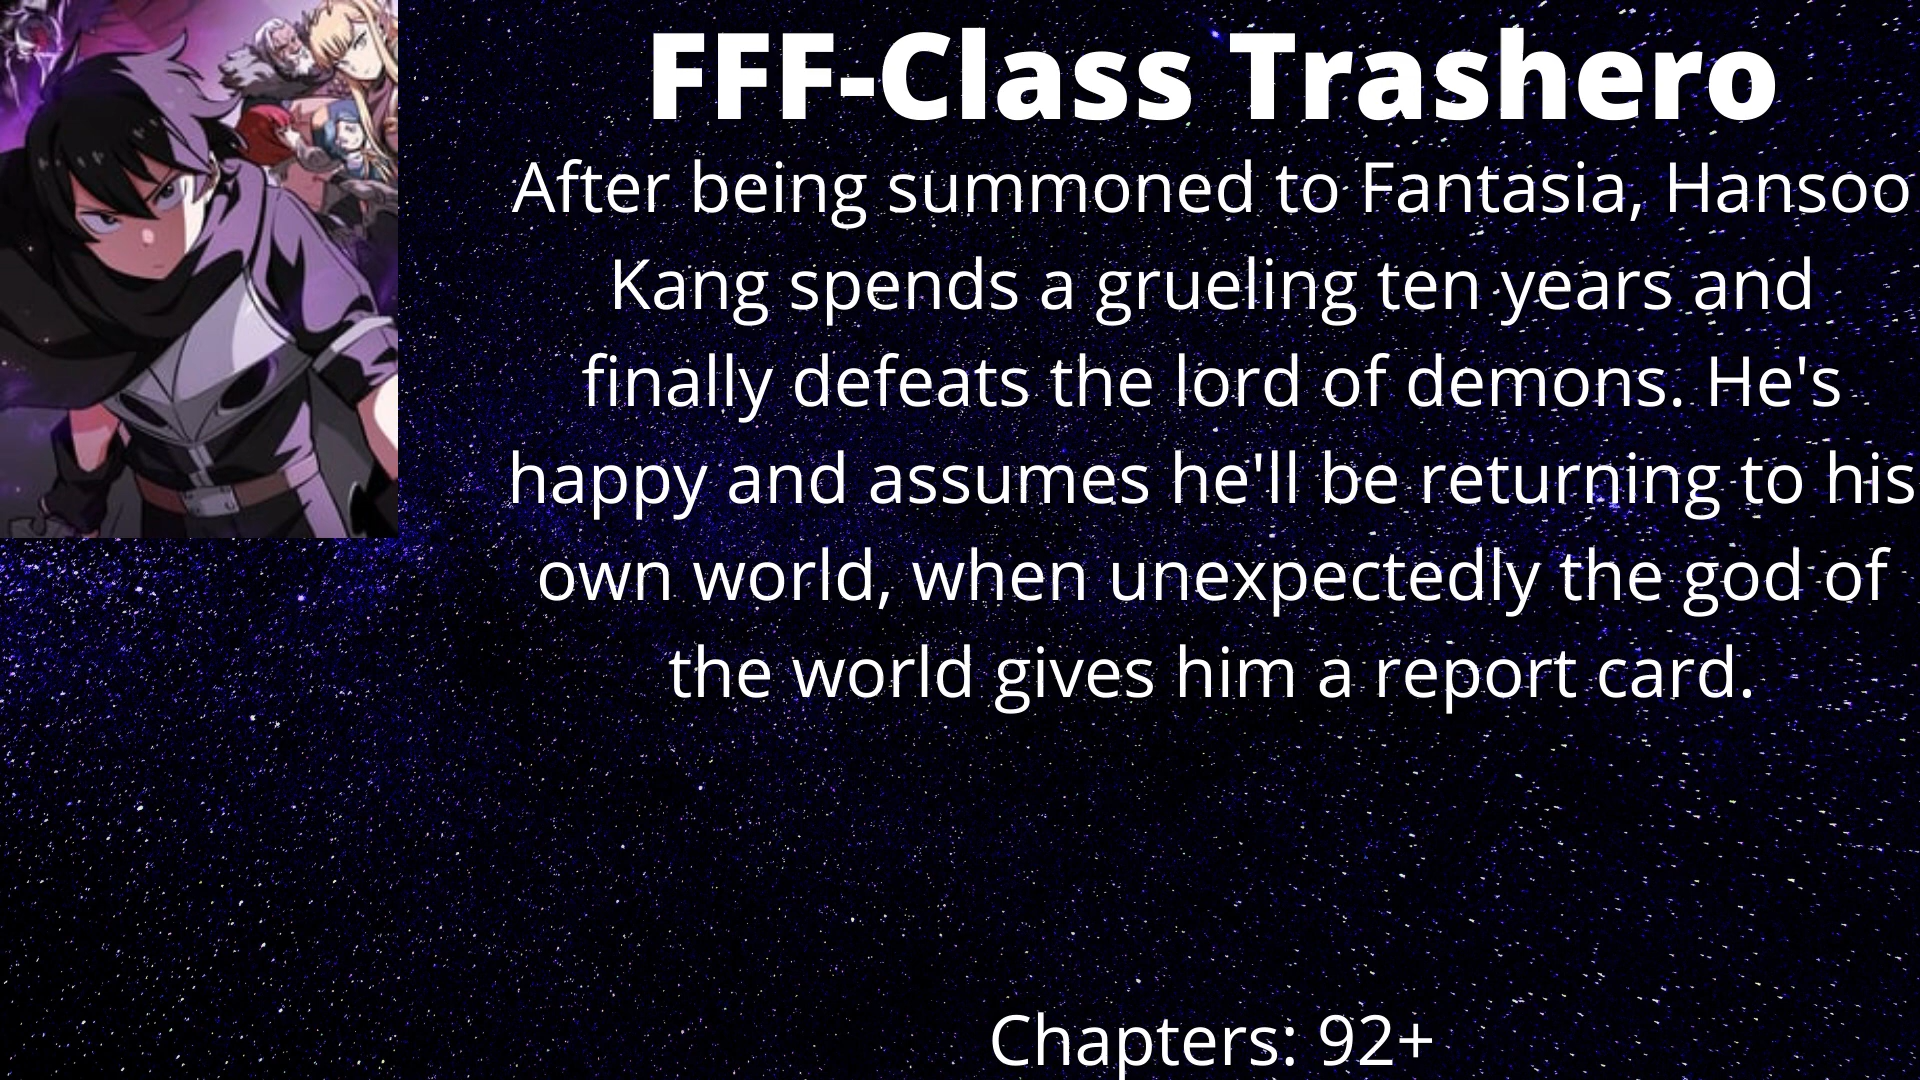 FFF-Class Trashero
After being summoned to Fantasia, Hansoo
Kang spends a grueling ten years and
finally defeats the lord of demons. He's
happy and assumes he'll be returning to his
own world, when unexpectedly the god of
the world gives him a report card.
Chapters: 92+